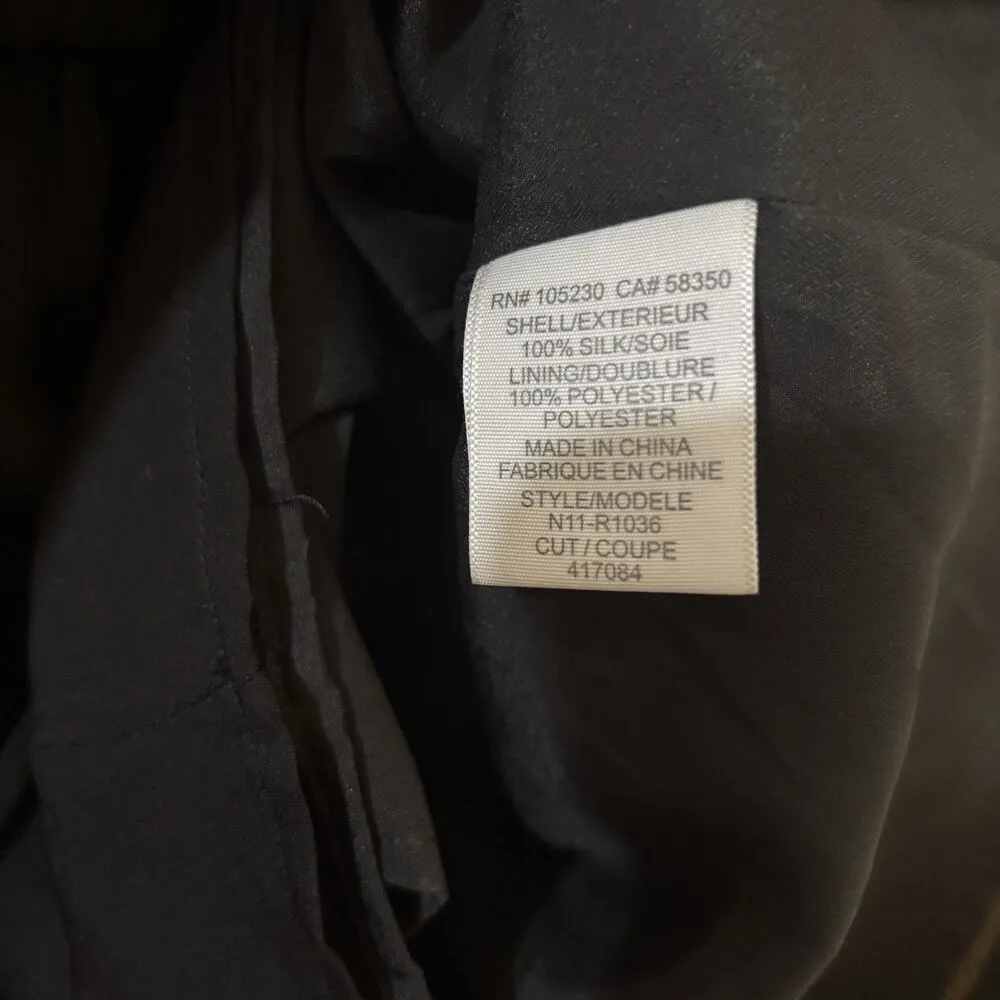 RN# 105230 CA# 58350
SHELL/EXTERIEUR
100% SILK/SOIE
LINING/DOUBLURE
100% POLYESTER/
POLYESTER
MADE IN CHINA
FABRIQUE EN CHINE
STYLE/MODELE
N11-R1036
CUT / COUPE
417084